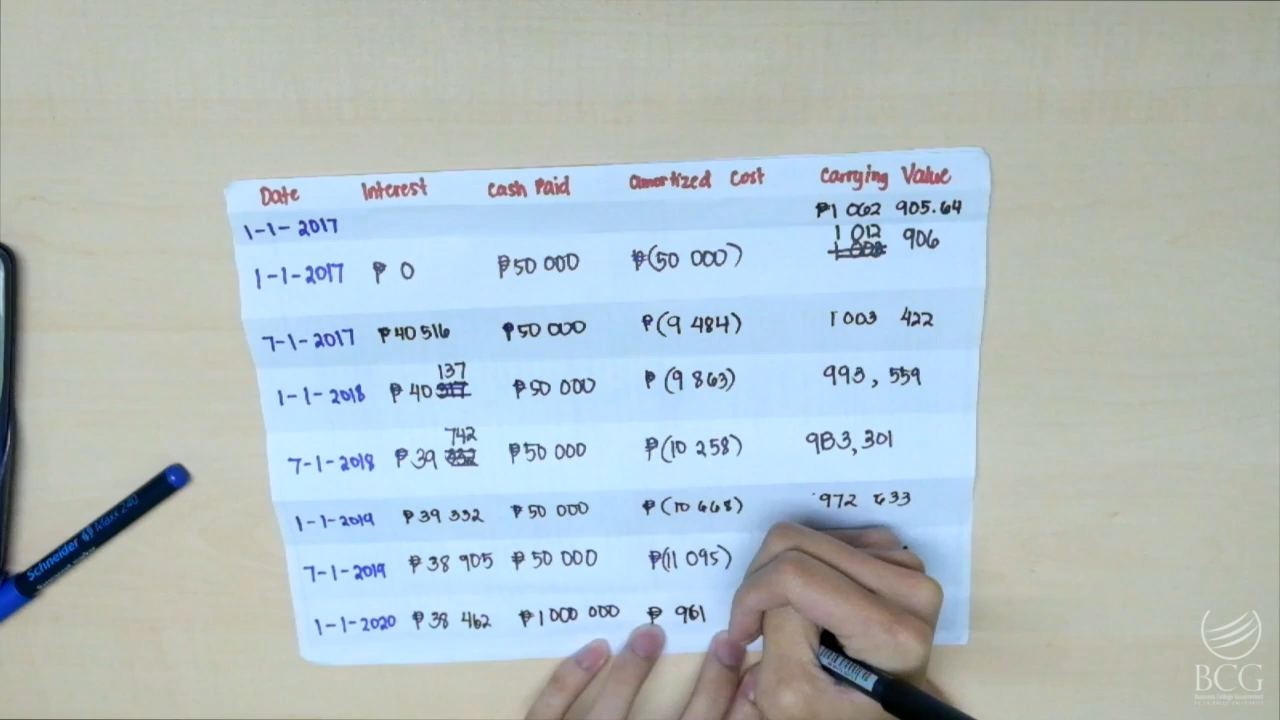 Date Interest Cash Paid Amortized Cost Carrying Value
1-1-2017 ₱1 062 905.64
1-1-2017 ₱ 0 ₱50 000 ₱(50 000) 1 012 906
7-1-2017 ₱40 516 ₱50 000 ₱(9 484) 1 003 422
137
1-1-2018 ₱ 40 ₱50 000 ₱(9 863) 993,559
742
7-1-2018 ₱39 ₱50 000 ₱(10 258) 983,301
1-1-2019 ₱39 332 ₱50 000 ₱(10 668) 972 633
7-1-2019 ₱38 905 ₱50 000 ₱(11 095)
1-1-2020 ₱38 462 ₱1 000 000 ₱ 961
Schneider Maxx 240
BCG